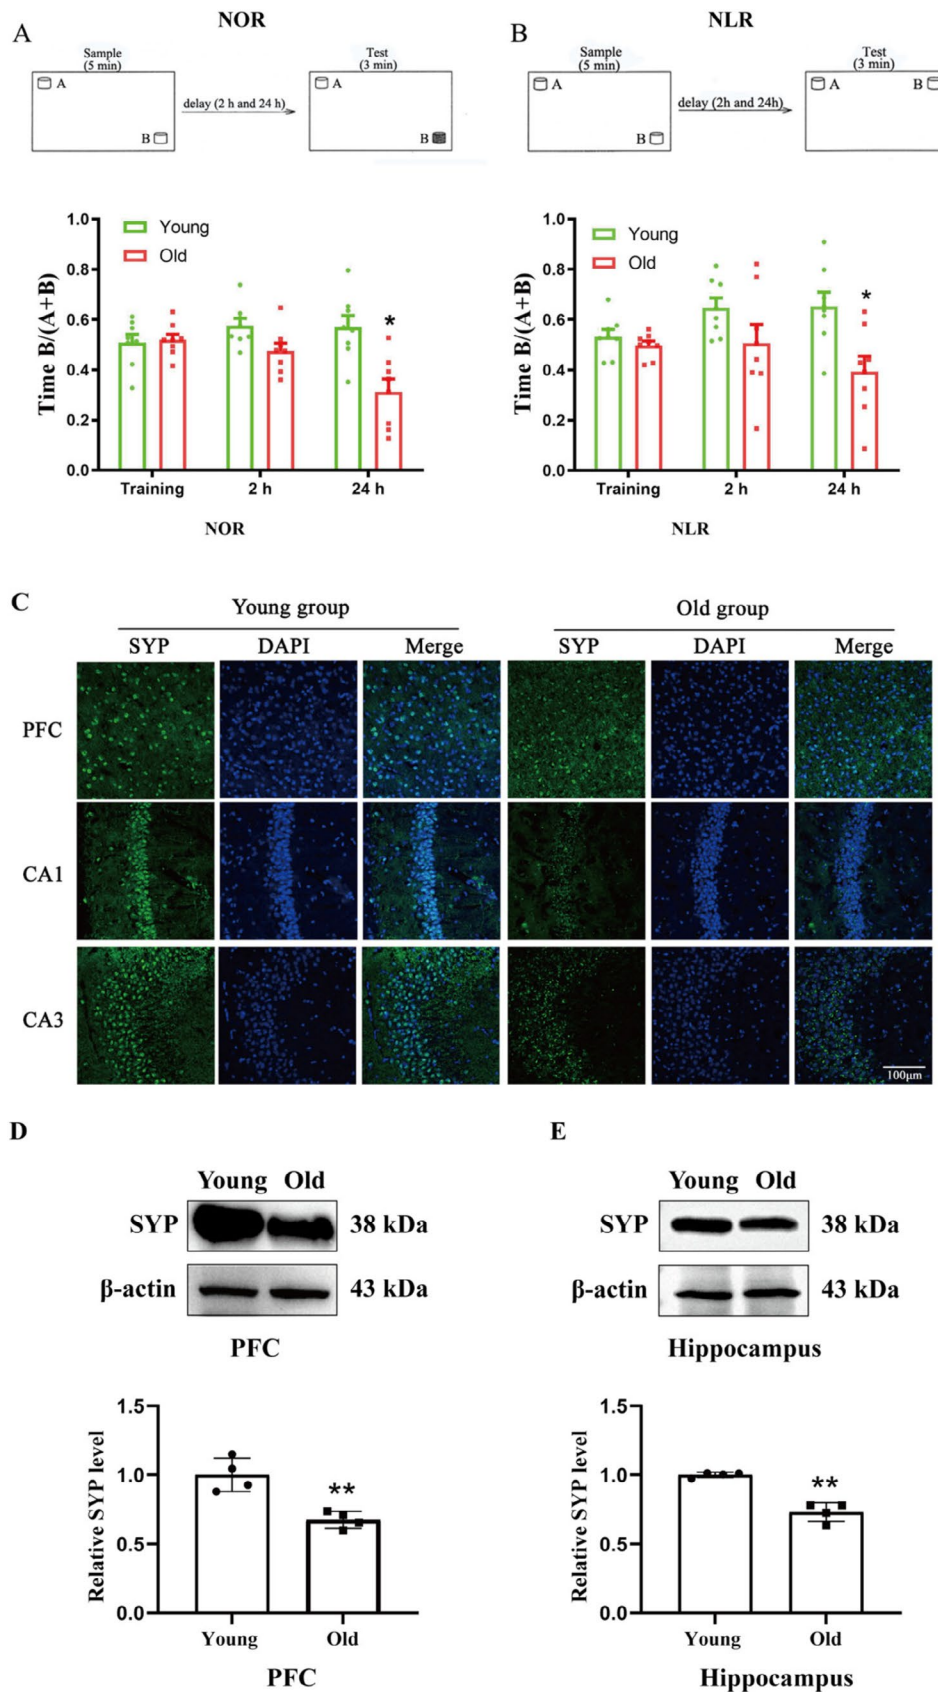 A
NOR
Sample
(5 min)
A
B
delay (2 h and 24 h)
Test
(3 min)
A
B
Time B/(A+B)
1.0
0.8
0.6
0.4
0.2
0.0
Young
Old
*
Training 2 h 24 h
NOR
B
NLR
Sample
(5 min)
A
B
delay (2h and 24h)
Test
(3 min)
A B
Time B/(A+B)
1.0
0.8
0.6
0.4
0.2
0.0
Young
Old
*
Training 2 h 24 h
NLR
C
Young group Old group
SYP DAPI Merge SYP DAPI Merge
PFC
CA1
CA3
100μm
D
Young Old
SYP 38 kDa
β-actin 43 kDa
PFC
Relative SYP level
1.5
1.0
0.5
0.0
**
Young Old
PFC
E
Young Old
SYP 38 kDa
β-actin 43 kDa
Hippocampus
Relative SYP level
1.5
1.0
0.5
0.0
**
Young Old
Hippocampus